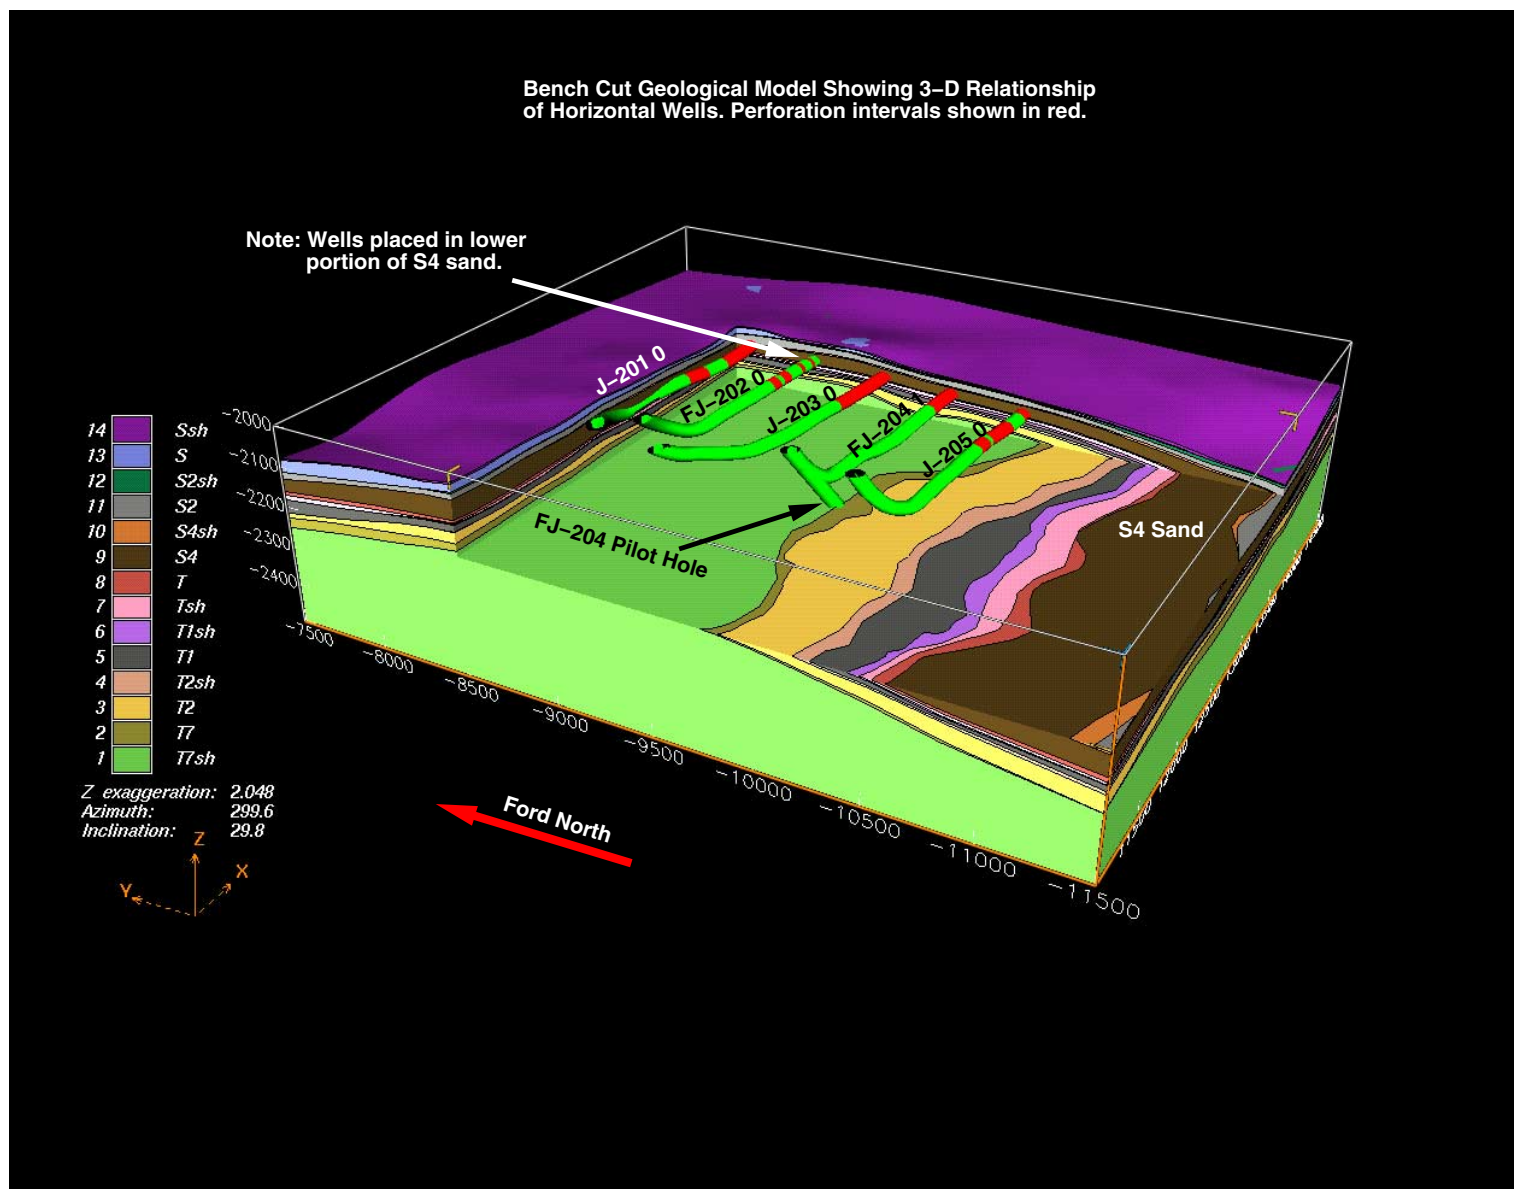 Bench Cut Geological Model Showing 3–D Relationship
of Horizontal Wells. Perforation intervals shown in red.
Note: Wells placed in lower
portion of S4 sand.
J–201 0
FJ–202 0
J–203 0
FJ–204 1
J–205 0
FJ–204 Pilot Hole
S4 Sand
-2000
-2100
-2200
-2300
-2400
-7500
-8000
-8500
-9000
-9500
-10000
-10500
-11000
-11500
14 Ssh
13 S
12 S2sh
11 S2
10 S4sh
9 S4
8 T
7 Tsh
6 T1sh
5 T1
4 T2sh
3 T2
2 T7
1 T7sh
Z exaggeration: 2.048
Azimuth: 299.6
Inclination: 29.8
Z
X
Y
Ford North